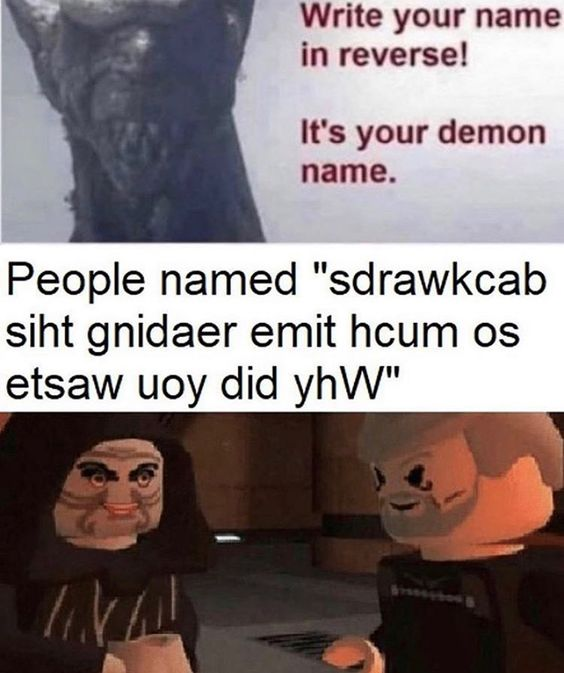 Write your name
in reverse!
It's your demon
name.
People named "sdrawkcab
siht gnidaer emit hcum os
etsaw uoy did yhW"